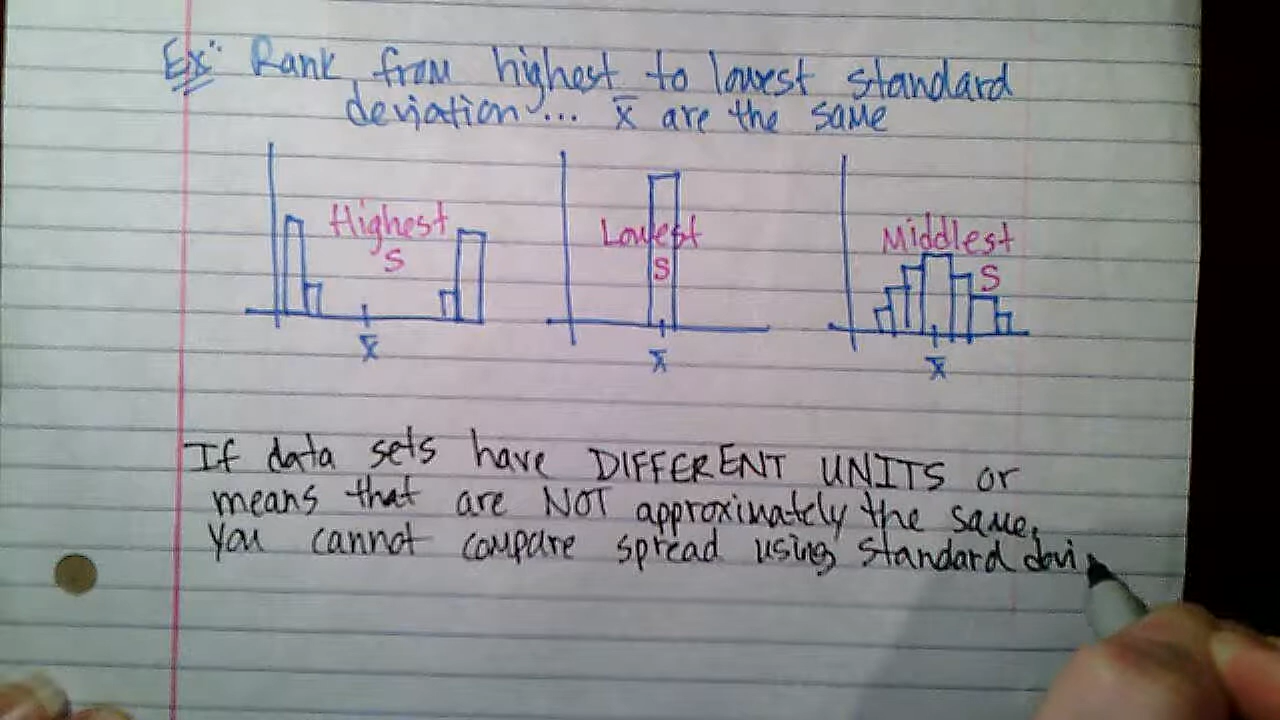 Ex: Rank from highest to lowest standard
deviation... x̄ are the same
Highest
S
Lowest
S
Middlest
S
x̄
x̄
x̄
If data sets have DIFFERENT UNITS or
means that are NOT approximately the same,
you cannot compare spread using standard devi